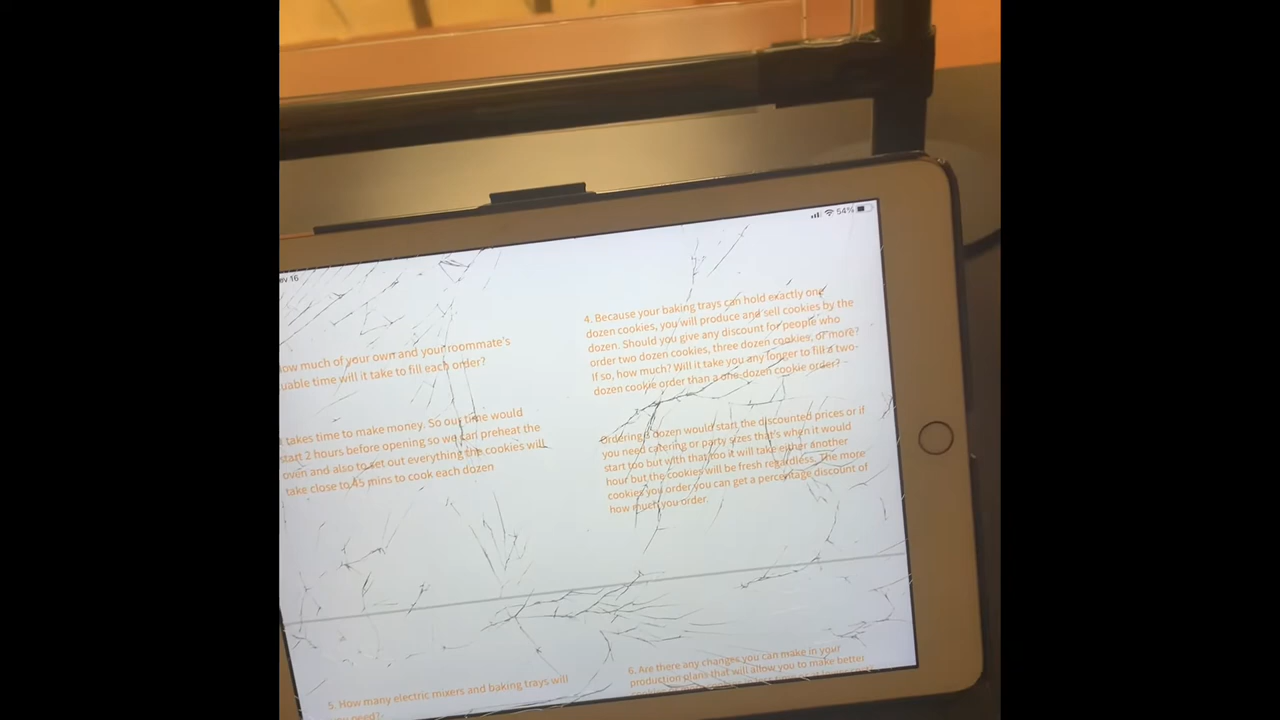 54%
16
4. Because your baking trays can hold exactly one
dozen cookies, you will produce and sell cookies by the
dozen. Should you give any discount for people who
order two dozen cookies, three dozen cookies, or more?
If so, how much? Will it take you any longer to fill a two-
dozen cookie order than a one-dozen cookie order?
much of your own and your roommate's
time will it take to fill each order?
takes time to make money. So our time would
start 2 hours before opening so we can preheat the
oven and also to set out everything the cookies will
take close to 45 mins to cook each dozen
Ordering a dozen would start the discounted prices or if
you need catering or party sizes that's when it would
start too but with that too it will take either another
hour but the cookies will be fresh regardless. The more
cookies you order you can get a percentage discount of
how much you order.
5. How many electric mixers and baking trays will
need?
6. Are there any changes you can make in your
production plans that will allow you to make better